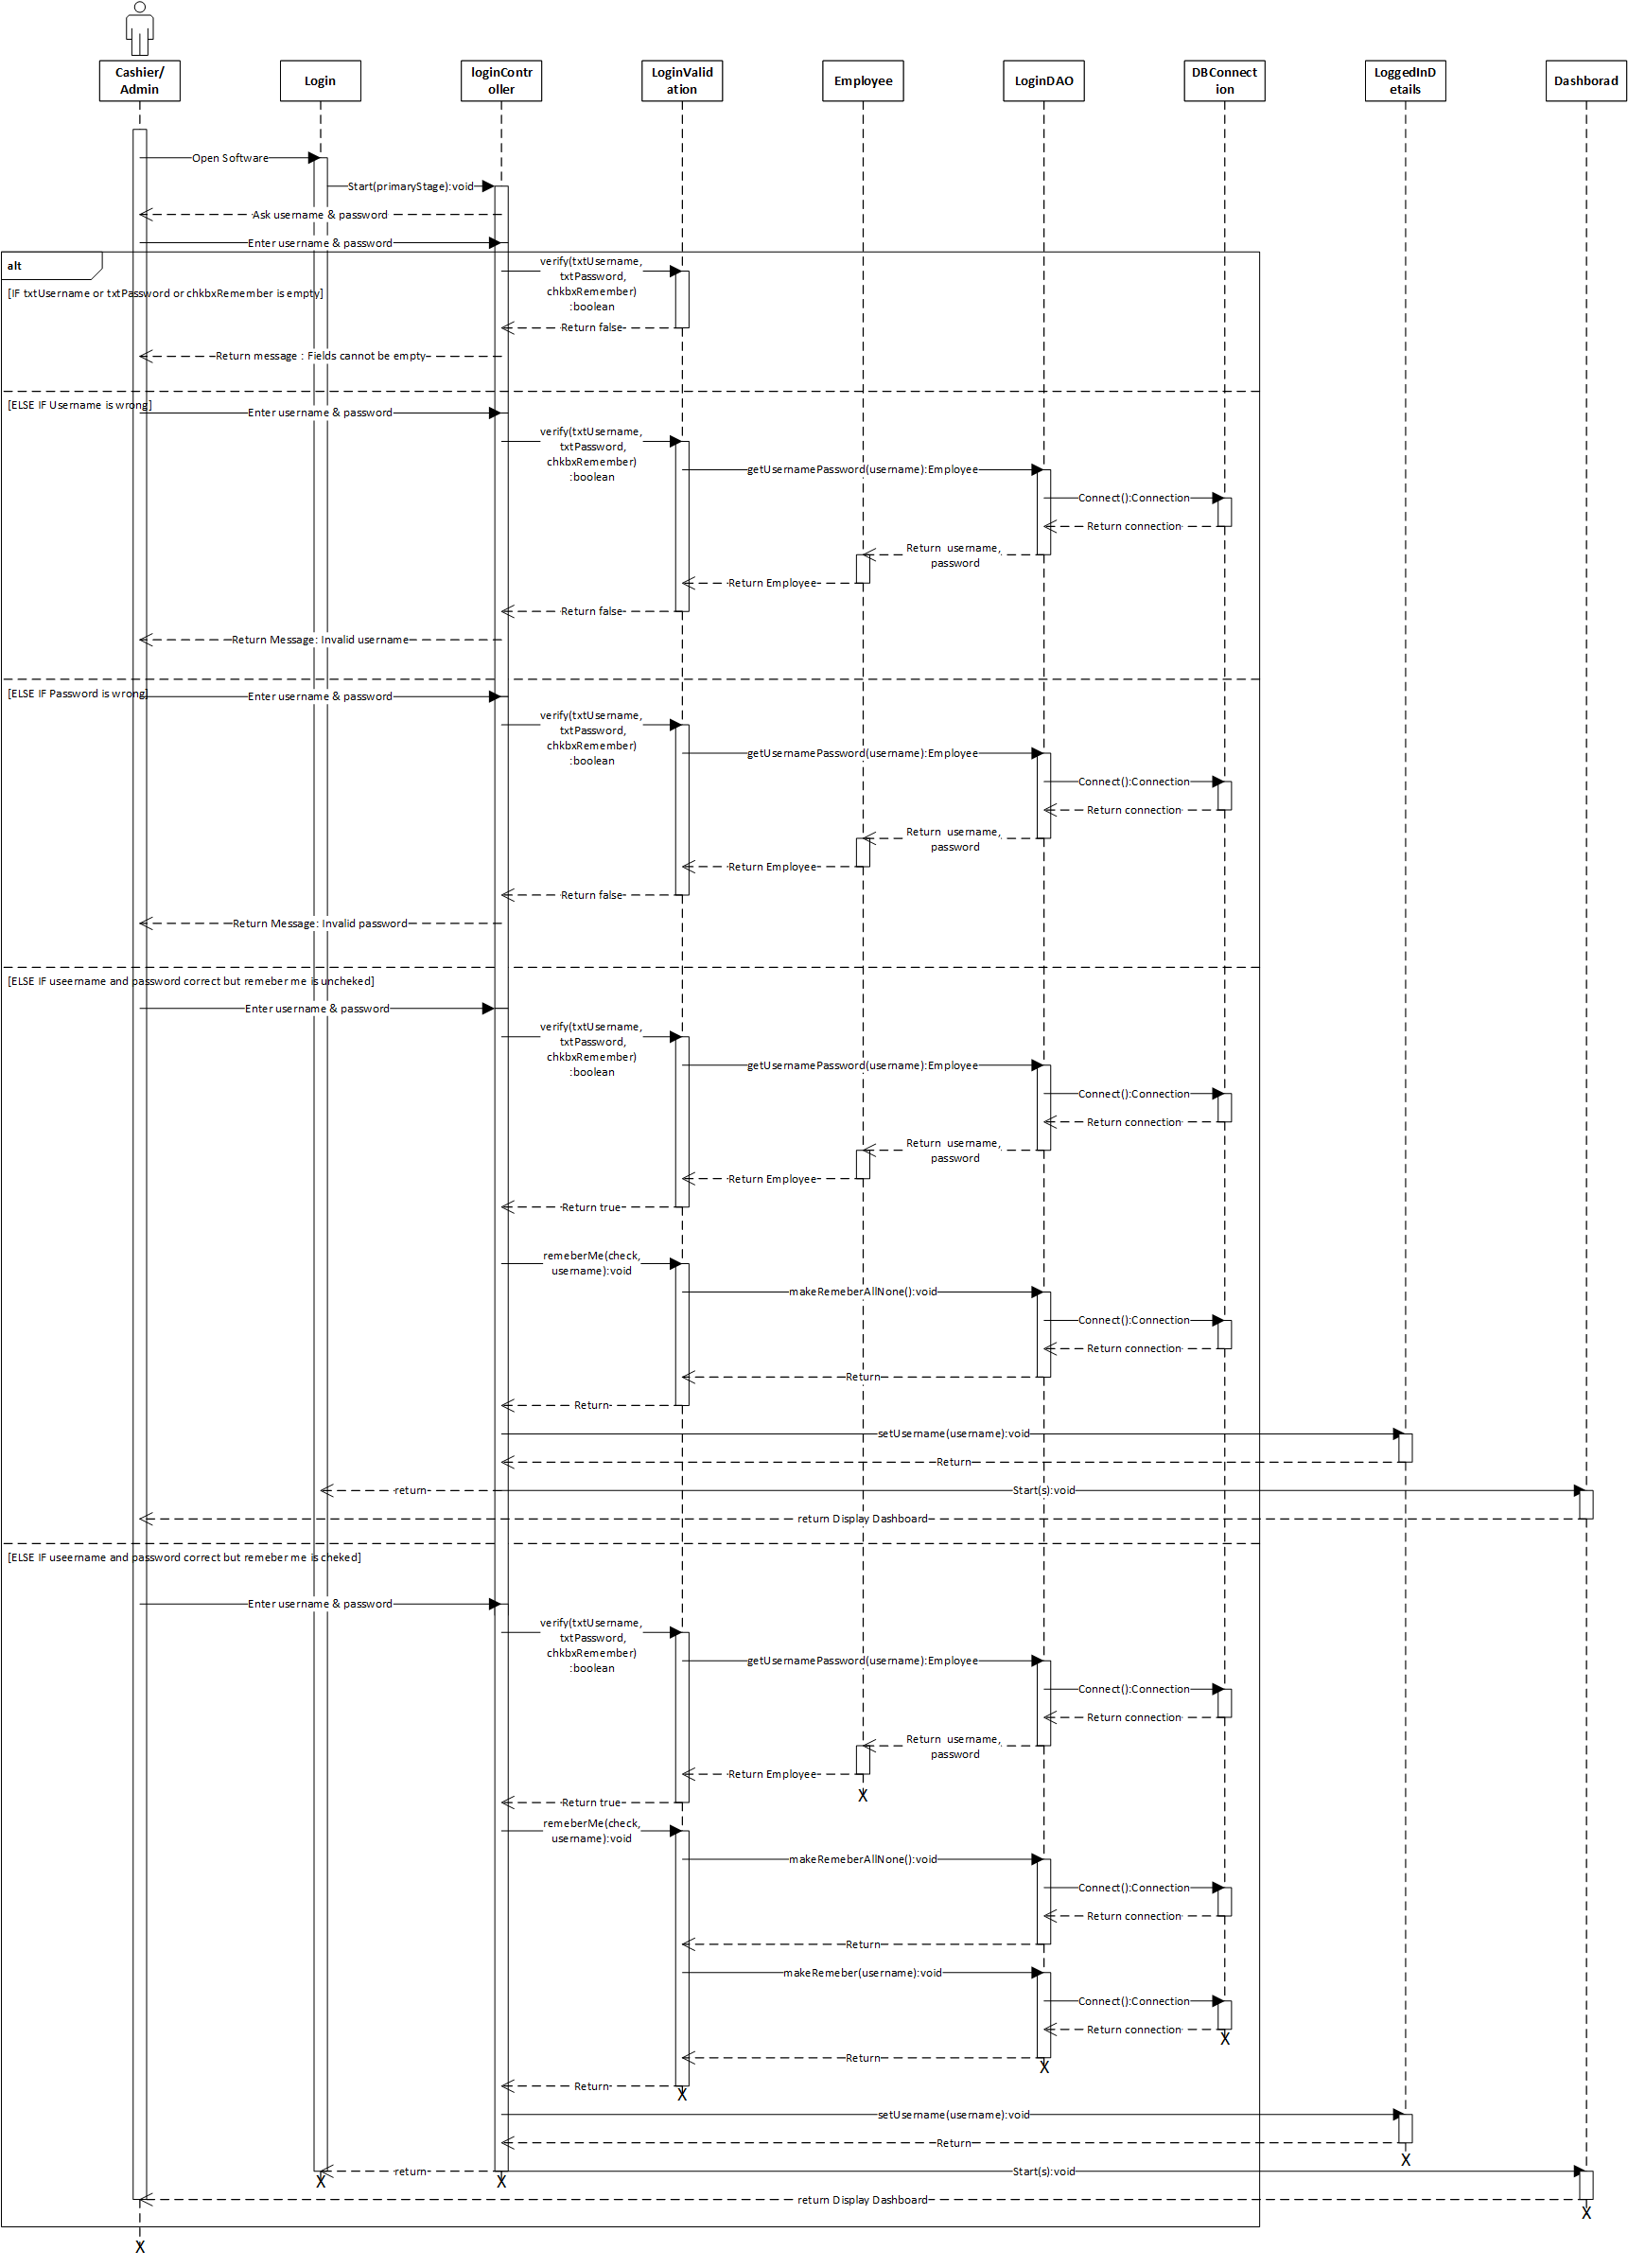 Cashier/
Admin
Login
loginContr
oller
LoginValid
ation
Employee
LoginDAO
DBConnect
ion
LoggedInD
etails
Dashborad
Open Software
Start(primaryStage):void
Ask username & password
Enter username & password
alt
[IF txtUsername or txtPassword or chkbxRemember is empty]
verify(txtUsername,
txtPassword,
chkbxRemember)
:boolean
Return false
Return message : Fields cannot be empty
[ELSE IF Username is wrong]
Enter username & password
verify(txtUsername,
txtPassword,
chkbxRemember)
:boolean
getUsernamePassword(username):Employee
Connect():Connection
Return connection
Return username,
password
Return Employee
Return false
Return Message: Invalid username
[ELSE IF Password is wrong]
Enter username & password
verify(txtUsername,
txtPassword,
chkbxRemember)
:boolean
getUsernamePassword(username):Employee
Connect():Connection
Return connection
Return username,
password
Return Employee
Return false
Return Message: Invalid password
[ELSE IF useername and password correct but remeber me is uncheked]
Enter username & password
verify(txtUsername,
txtPassword,
chkbxRemember)
:boolean
getUsernamePassword(username):Employee
Connect():Connection
Return connection
Return username,
password
Return Employee
Return true
remeberMe(check,
username):void
makeRemeberAllNone():void
Connect():Connection
Return connection
Return
Return
setUsername(username):void
Return
return
Start(s):void
return Display Dashboard
[ELSE IF useername and password correct but remeber me is cheked]
Enter username & password
verify(txtUsername,
txtPassword,
chkbxRemember)
:boolean
getUsernamePassword(username):Employee
Connect():Connection
Return connection
Return username,
password
Return Employee
X
Return true
remeberMe(check,
username):void
makeRemeberAllNone():void
Connect():Connection
Return connection
Return
makeRemeber(username):void
Connect():Connection
Return connection
X
Return
X
Return
X
setUsername(username):void
Return
X
return
Start(s):void
X
X
return Display Dashboard
X
X